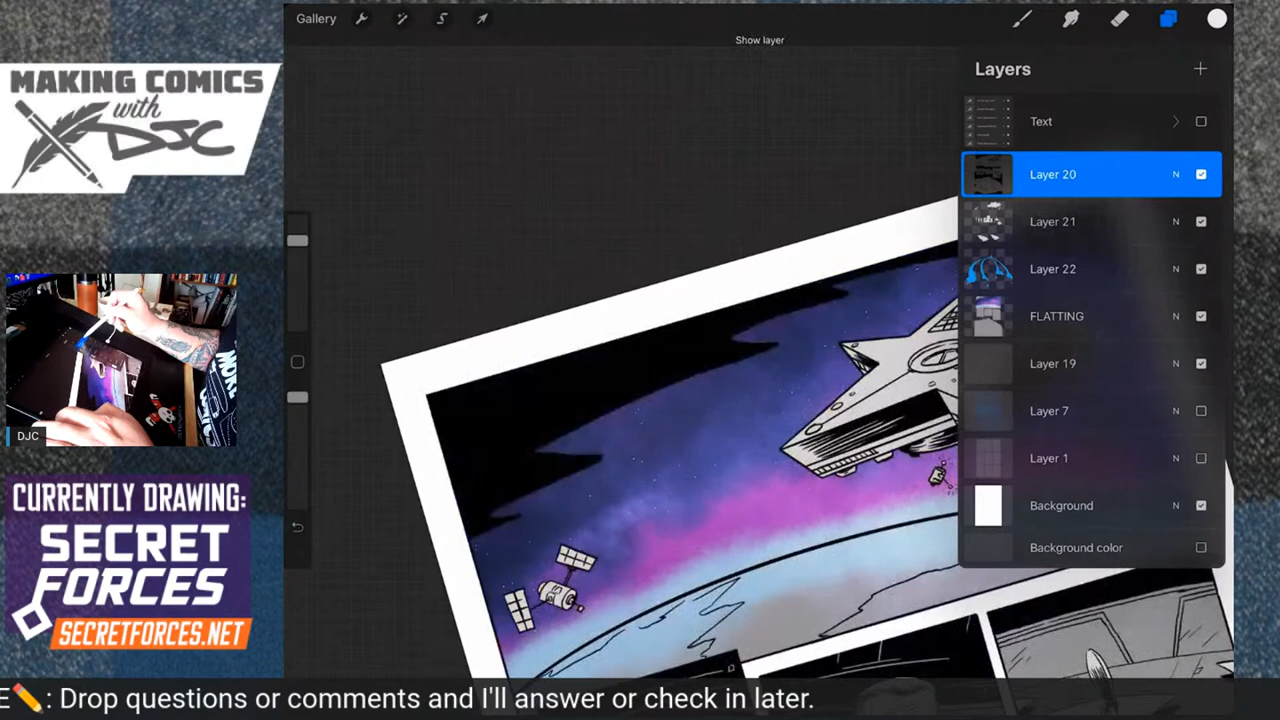 Gallery
Show layer
MAKING COMICS
with
DJC
Layers
Text
Layer 20 N
Layer 21 N
Layer 22 N
FLATTING N
Layer 19 N
Layer 7 N
Layer 1 N
Background N
Background color
DJC
CURRENTLY DRAWING:
SECRET
FORCES
SECRETFORCES.NET
E✏️: Drop questions or comments and I'll answer or check in later.